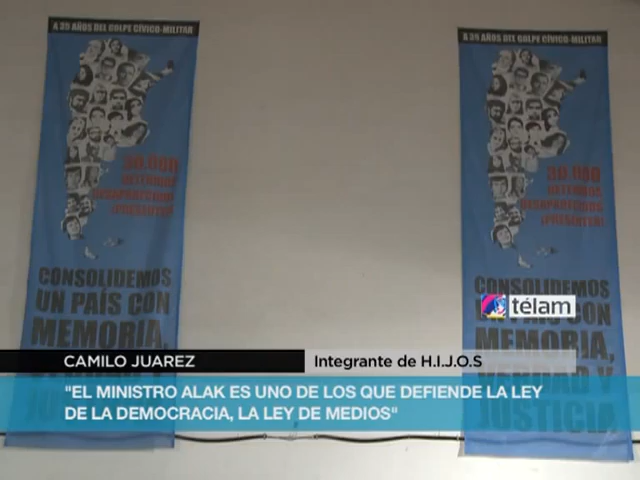 A 35 AÑOS DEL GOLPE CÍVICO-MILITAR
30.000
DETENIDOS
DESAPARECIDOS
¡PRESENTES!
CONSOLIDEMOS
UN PAÍS CON
MEMORIA,
A 35 AÑOS DEL GOLPE CÍVICO-MILITAR
30.000
DETENIDOS
DESAPARECIDOS
¡PRESENTES!
CONSOLIDEMOS
UN PAÍS CON
MEMORIA,
VERDAD Y
JUSTICIA
télam
CAMILO JUAREZ
Integrante de H.I.J.O.S
"EL MINISTRO ALAK ES UNO DE LOS QUE DEFIENDE LA LEY
DE LA DEMOCRACIA, LA LEY DE MEDIOS"